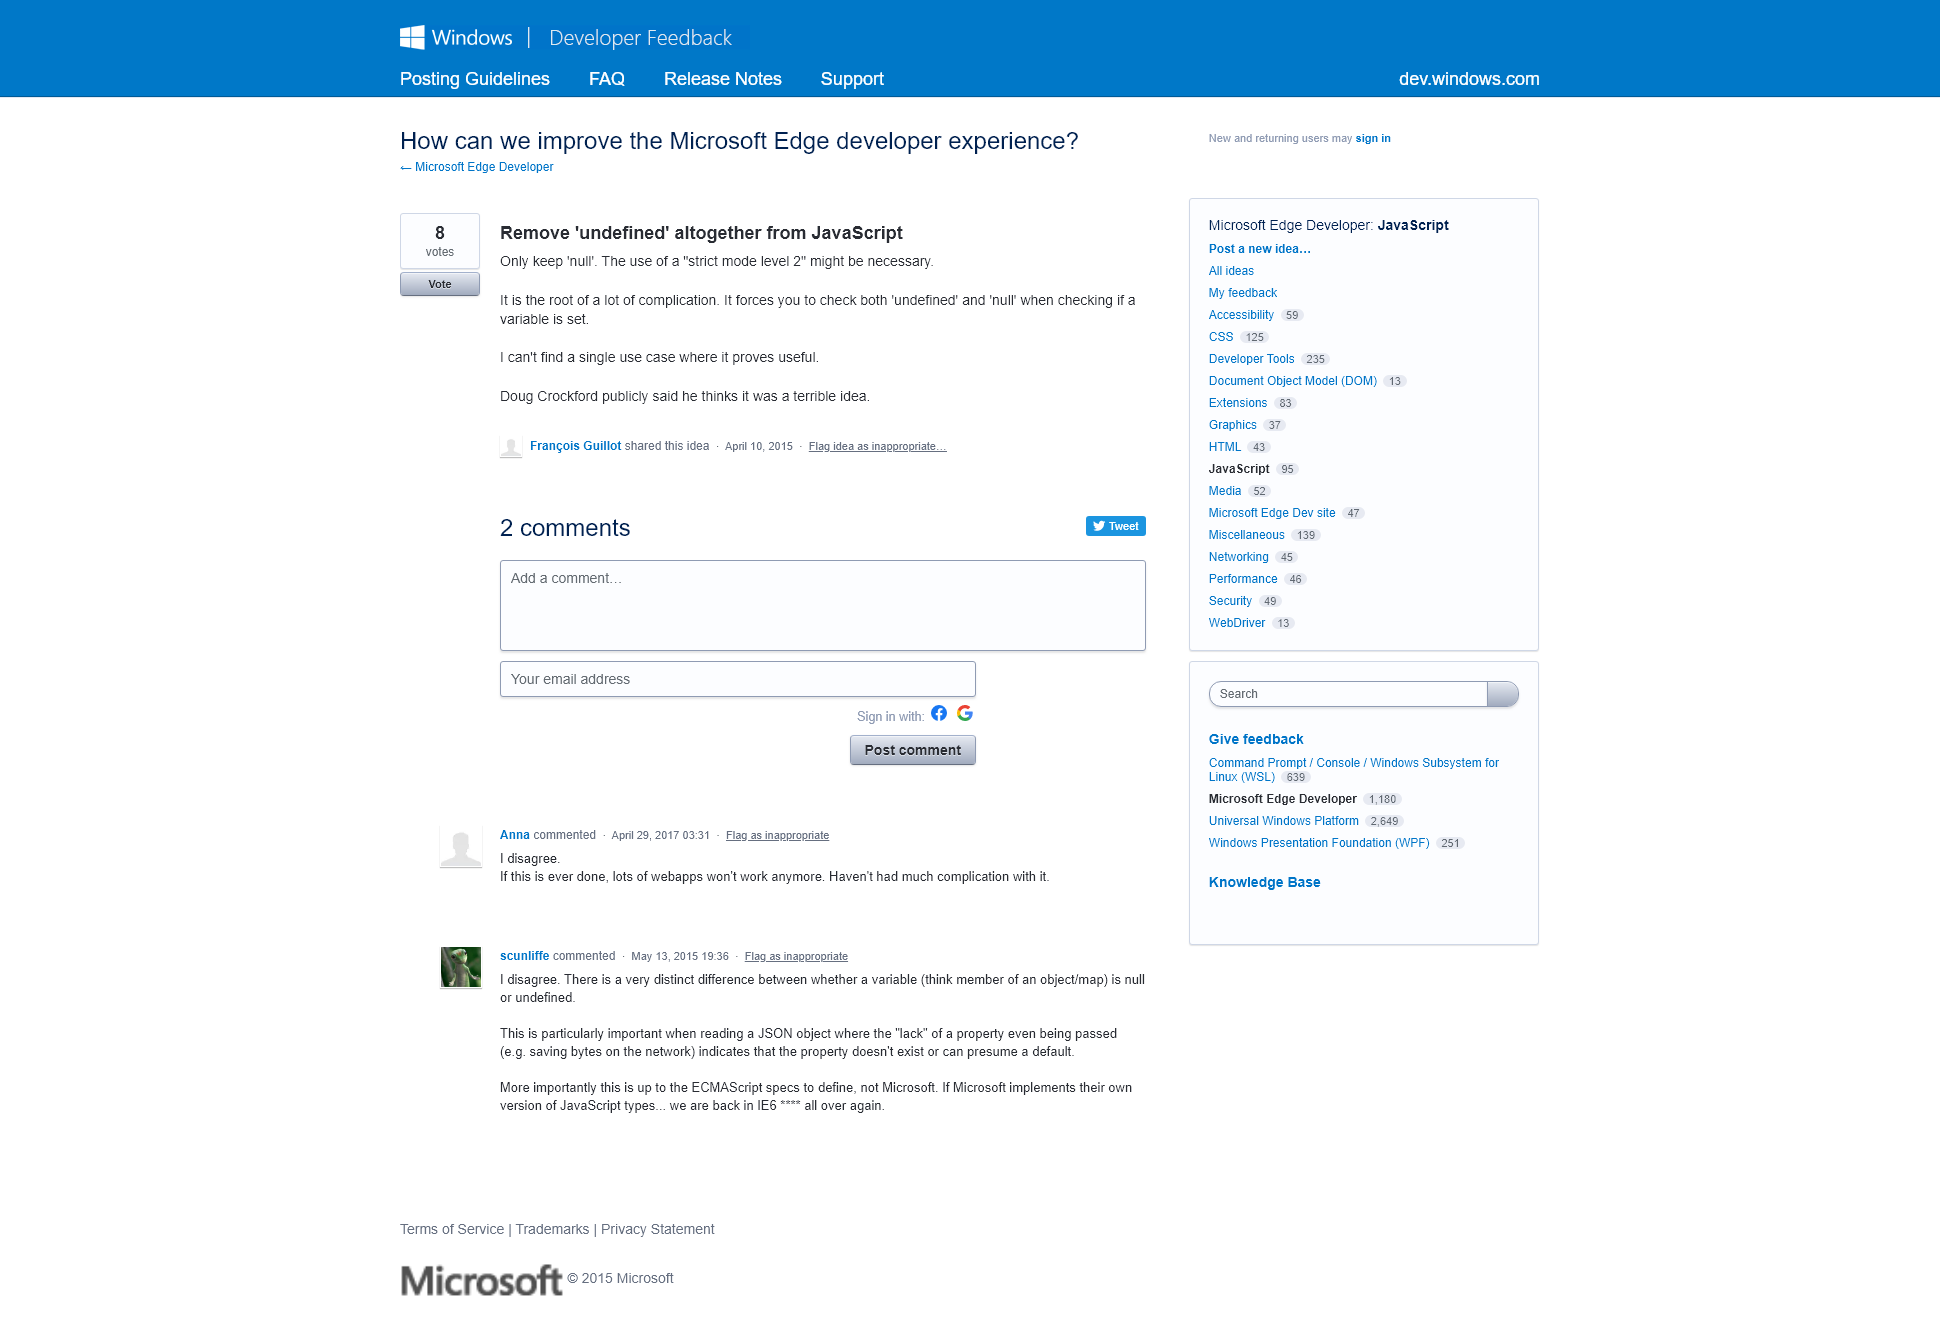 Windows | Developer Feedback
Posting Guidelines FAQ Release Notes Support dev.windows.com
How can we improve the Microsoft Edge developer experience?
← Microsoft Edge Developer
New and returning users may sign in
8
votes
Vote
Remove 'undefined' altogether from JavaScript
Only keep 'null'. The use of a "strict mode level 2" might be necessary.
It is the root of a lot of complication. It forces you to check both 'undefined' and 'null' when checking if a
variable is set.
I can't find a single use case where it proves useful.
Doug Crockford publicly said he thinks it was a terrible idea.
François Guillot shared this idea · April 10, 2015 · Flag idea as inappropriate…
2 comments
Tweet
Add a comment…
Your email address
Sign in with:
Post comment
Anna commented · April 29, 2017 03:31 · Flag as inappropriate
I disagree.
If this is ever done, lots of webapps won't work anymore. Haven't had much complication with it.
scunliffe commented · May 13, 2015 19:36 · Flag as inappropriate
I disagree. There is a very distinct difference between whether a variable (think member of an object/map) is null
or undefined.
This is particularly important when reading a JSON object where the "lack" of a property even being passed
(e.g. saving bytes on the network) indicates that the property doesn't exist or can presume a default.
More importantly this is up to the ECMAScript specs to define, not Microsoft. If Microsoft implements their own
version of JavaScript types... we are back in IE6 **** all over again.
Microsoft Edge Developer: JavaScript
Post a new idea…
All ideas
My feedback
Accessibility 59
CSS 125
Developer Tools 235
Document Object Model (DOM) 13
Extensions 83
Graphics 37
HTML 43
JavaScript 95
Media 52
Microsoft Edge Dev site 47
Miscellaneous 139
Networking 45
Performance 46
Security 49
WebDriver 13
Search
Give feedback
Command Prompt / Console / Windows Subsystem for
Linux (WSL) 639
Microsoft Edge Developer 1,180
Universal Windows Platform 2,649
Windows Presentation Foundation (WPF) 251
Knowledge Base
Terms of Service | Trademarks | Privacy Statement
Microsoft © 2015 Microsoft